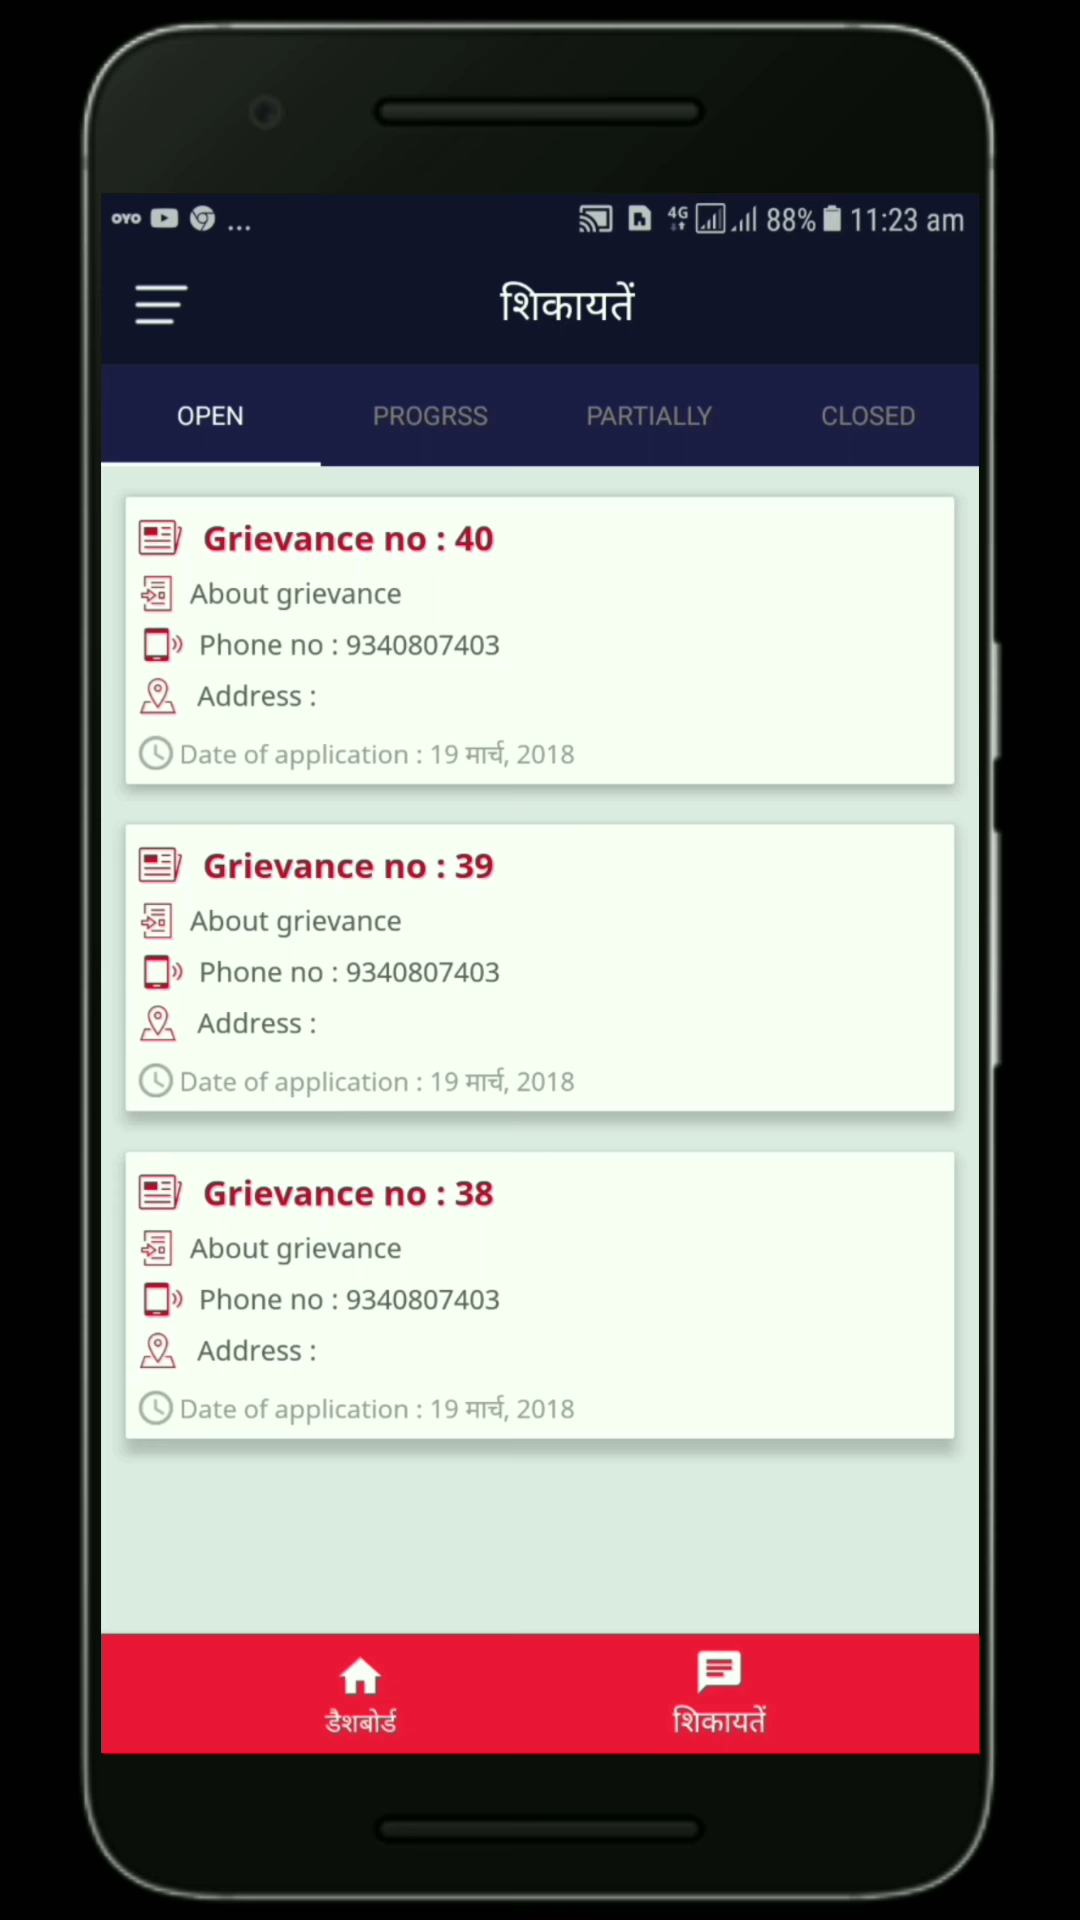 OYO ... 4G 88% 11:23 am
शिकायतें
OPEN PROGRSS PARTIALLY CLOSED
Grievance no : 40
About grievance
Phone no : 9340807403
Address :
Date of application : 19 मार्च, 2018
Grievance no : 39
About grievance
Phone no : 9340807403
Address :
Date of application : 19 मार्च, 2018
Grievance no : 38
About grievance
Phone no : 9340807403
Address :
Date of application : 19 मार्च, 2018
डैशबोर्ड शिकायतें